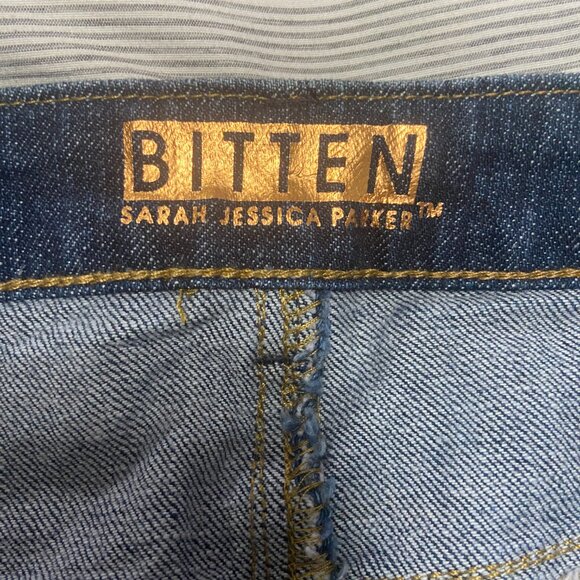 BITTEN
SARAH JESSICA PARKER™